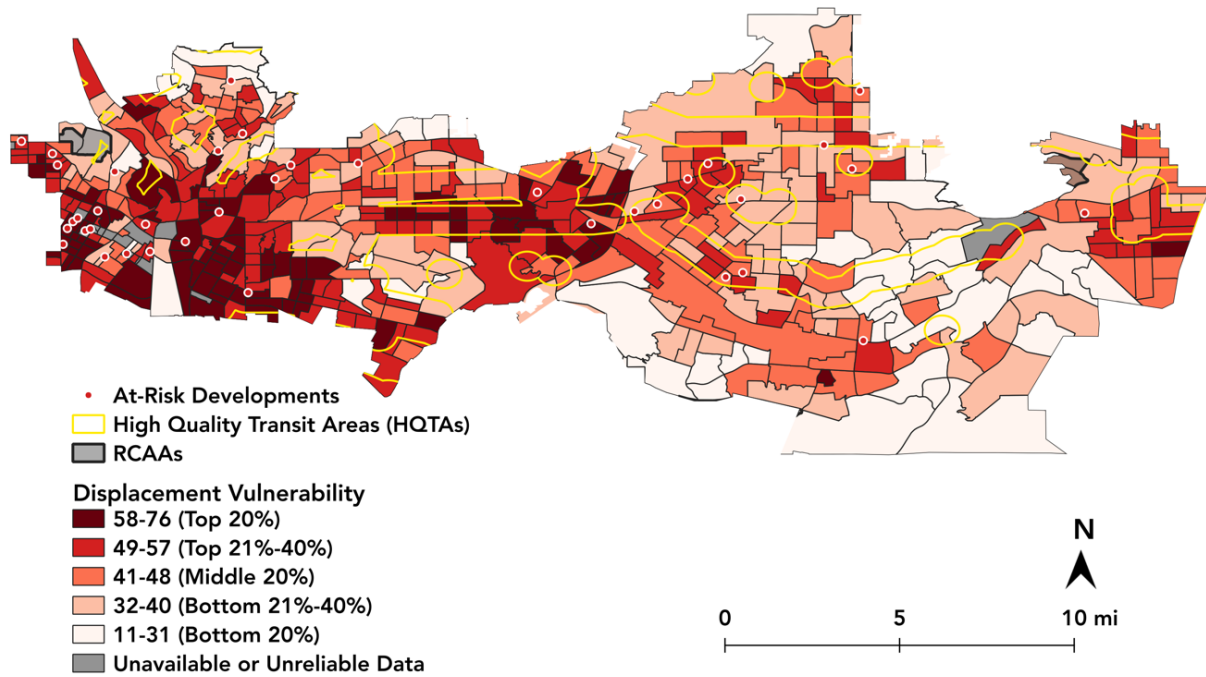 At-Risk Developments
High Quality Transit Areas (HQTAs)
RCAAs
Displacement Vulnerability
58-76 (Top 20%)
49-57 (Top 21%-40%)
41-48 (Middle 20%)
32-40 (Bottom 21%-40%)
11-31 (Bottom 20%)
Unavailable or Unreliable Data
N
0 5 10 mi